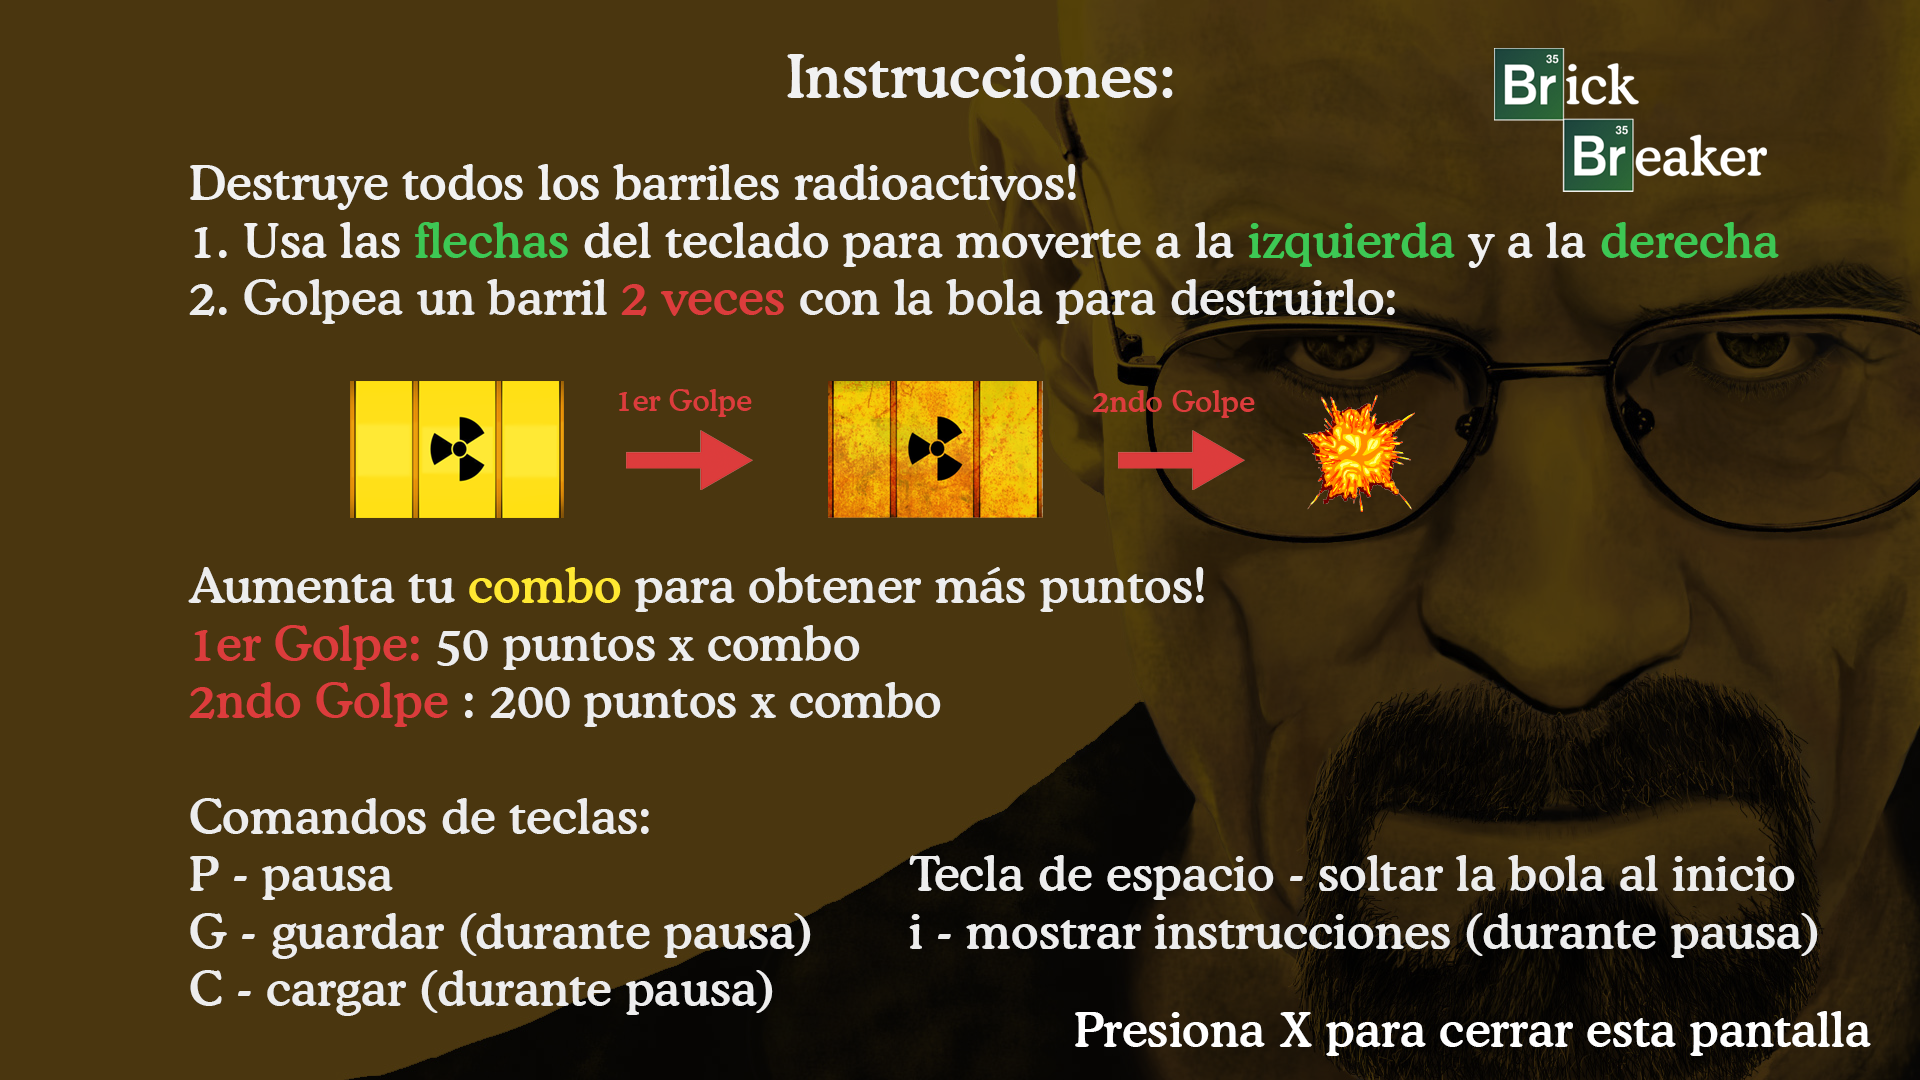 Instrucciones:
35
Brick
35
Breaker
Destruye todos los barriles radioactivos!
1. Usa las flechas del teclado para moverte a la izquierda y a la derecha
2. Golpea un barril 2 veces con la bola para destruirlo:
1er Golpe
2ndo Golpe
Aumenta tu combo para obtener más puntos!
1er Golpe: 50 puntos x combo
2ndo Golpe : 200 puntos x combo
Comandos de teclas:
P - pausa
G - guardar (durante pausa)
C - cargar (durante pausa)
Tecla de espacio - soltar la bola al inicio
i - mostrar instrucciones (durante pausa)
Presiona X para cerrar esta pantalla